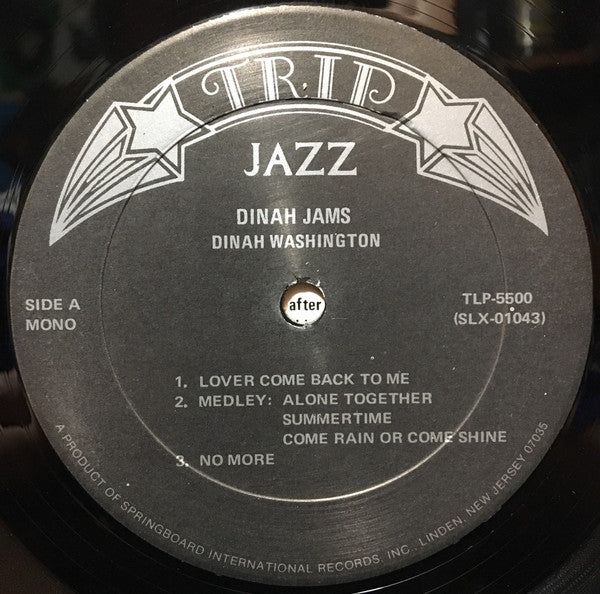 TRIP
JAZZ
DINAH JAMS
DINAH WASHINGTON
SIDE A
MONO
after
TLP-5500
(SLX-01043)
1. LOVER COME BACK TO ME
2. MEDLEY: ALONE TOGETHER
SUMMERTIME
COME RAIN OR COME SHINE
3. NO MORE
A PRODUCT OF SPRINGBOARD INTERNATIONAL RECORDS, INC., LINDEN, NEW JERSEY 07035